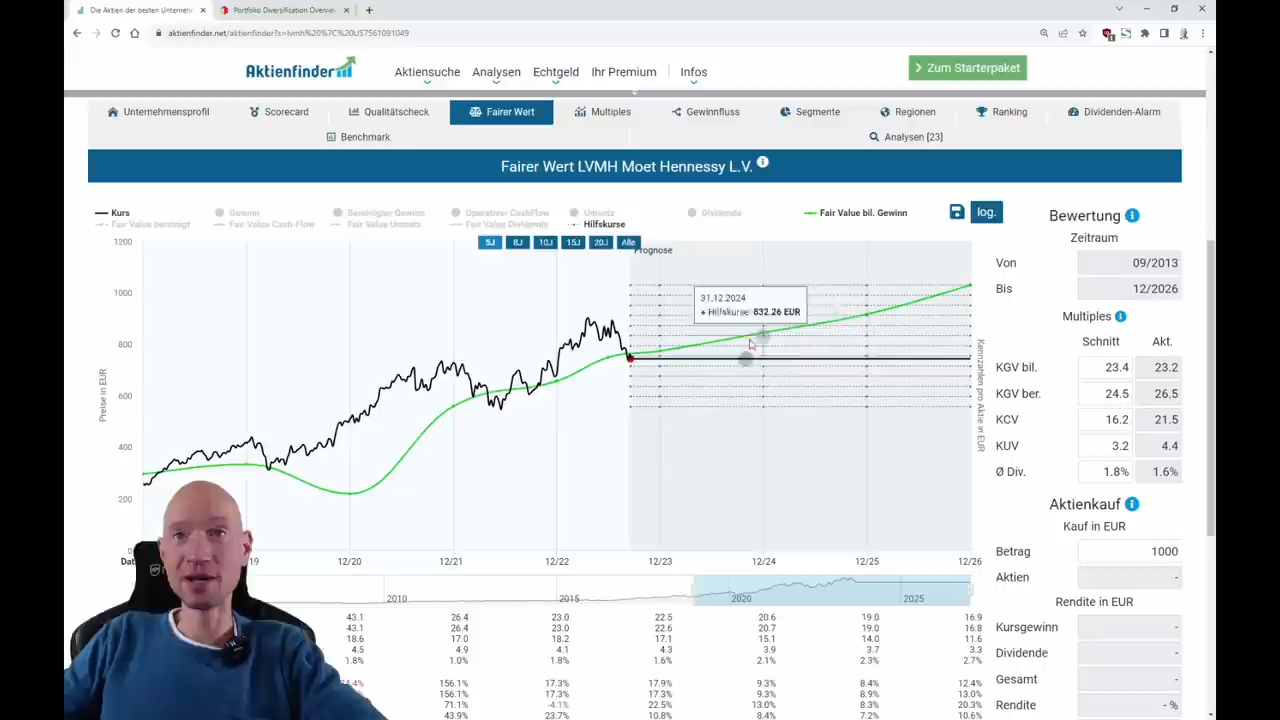 Die Aktien der besten Unternehm
Portfolio Diversification Overview
aktienfinder.net/aktienfinder?s=lvmh%20%7C%20US7561091049
Aktienfinder
Aktiensuche Analysen Echtgeld Ihr Premium Infos
Zum Starterpaket
Unternehmensprofil Scorecard Qualitätscheck Fairer Wert Multiples Gewinnfluss Segmente Regionen Ranking Dividenden-Alarm
Benchmark Analysen [23]
Fairer Wert LVMH Moet Hennessy L.V.
Kurs Gewinn Bereinigter Gewinn Operativer CashFlow Umsatz Dividende Fair Value bil. Gewinn
Fair Value bereinigt Fair Value Cash-Flow Fair Value Umsatz Fair Value Dividende Hilfskurse
log.
5J 8J 10J 15J 20J Alle
Prognose
1200
1000
800
600
400
200
0
Preise in EUR
Kennzahlen pro Aktie in EUR
31.12.2024
Hilfskurse: 832.26 EUR
Dat 19 12/20 12/21 12/22 12/23 12/24 12/25 12/26
2010 2015 2020 2025
43.1 26.4 23.0 22.5 20.6 19.0 16.9
43.1 26.4 23.0 22.6 20.7 19.0 16.8
18.6 17.0 18.2 17.1 15.1 14.0 11.6
4.5 4.9 4.1 4.3 3.9 3.7 3.3
1.8% 1.0% 1.8% 1.6% 2.1% 2.3% 2.7%
156.1% 17.3% 17.9% 9.3% 8.4% 12.4%
156.1% 17.3% 17.9% 9.3% 8.9% 13.0%
71.1% -4.1% 22.5% 13.0% 8.3% 20.3%
43.9% 23.7% 10.8% 8.4% 7.2% 10.6%
Bewertung
Zeitraum
Von 09/2013
Bis 12/2026
Multiples
Schnitt Akt.
KGV bil. 23.4 23.2
KGV ber. 24.5 26.5
KCV 16.2 21.5
KUV 3.2 4.4
Ø Div. 1.8% 1.6%
Aktienkauf
Kauf in EUR
Betrag 1000
Aktien -
Rendite in EUR
Kursgewinn -
Dividende -
Gesamt -
Rendite - %